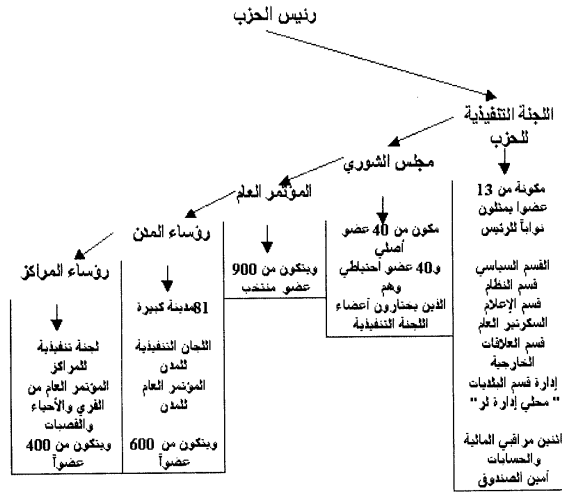 رئيس الحزب
اللجنة التنفيذية
للحزب
مكونة من 13
عضوا يمثلون
نواباً للرئيس
القسم السياسي
قسم النظام
قسم الإعلام
السكرتير العام
قسم العلاقات
الخارجية
إدارة قسم البلديات
" محلي إدارة لر"
اثنين مراقبي المالية
والحسابات
أمين الصندوق
مجلس الشوري
مكون من 40 عضو
أصلي
و40 عضو أحتياطي
وهم
الذين يختارون أعضاء
اللجنة التنفيذية
المؤتمر العام
ويتكون من 900
عضو منتخب
رؤساء المدن
81مدينة كبيرة
اللجان التنفيذية
للمدن
المؤتمر العام
للمدن
ويتكون من 600
عضواً
رؤساء المراكز
لجنة تنفيذية
للمراكز
المؤتمر العام من
القري والأحياء
والقصبات
ويتكون من 400
عضواً